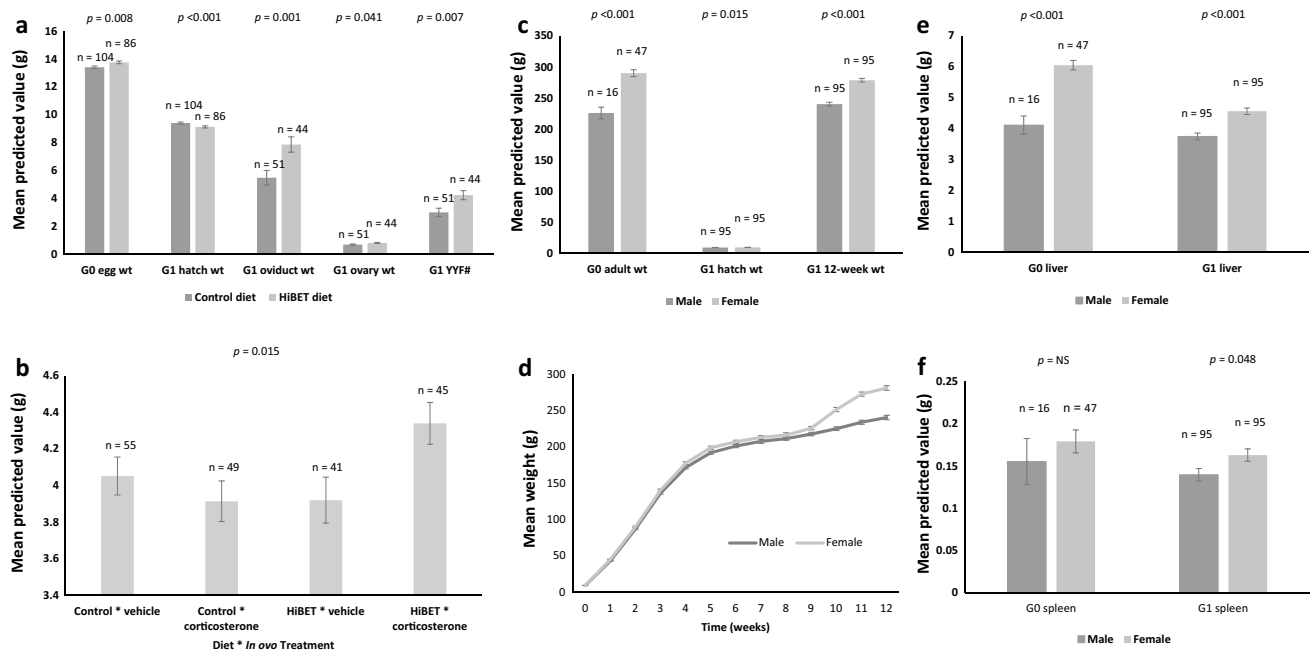 a
p = 0.008 p <0.001 p = 0.001 p = 0.041 p = 0.007
Mean predicted value (g)
16
14
12
10
8
6
4
2
0
n = 104
n = 86
n = 104
n = 86
n = 51
n = 44
n = 51
n = 44
n = 51
n = 44
G0 egg wt G1 hatch wt G1 oviduct wt G1 ovary wt G1 YYF#
Control diet HiBET diet
b
p = 0.015
Mean predicted value (g)
4.6
4.4
4.2
4
3.8
3.6
3.4
n = 55
n = 49
n = 41
n = 45
Control * vehicle
Control *
corticosterone
HiBET * vehicle
HiBET *
corticosterone
Diet * In ovo Treatment
c
p <0.001 p = 0.015 p <0.001
Mean predicted value (g)
350
300
250
200
150
100
50
0
n = 16
n = 47
n = 95
n = 95
n = 95
n = 95
G0 adult wt G1 hatch wt G1 12-week wt
Male Female
d
Mean weight (g)
300
250
200
150
100
50
0
Male Female
0 1 2 3 4 5 6 7 8 9 10 11 12
Time (weeks)
e
p <0.001 p <0.001
Mean predicted value (g)
7
6
5
4
3
2
1
0
n = 16
n = 47
n = 95
n = 95
G0 liver G1 liver
Male Female
f
p = NS p = 0.048
Mean predicted value (g)
0.25
0.2
0.15
0.1
0.05
0
n = 16
n = 47
n = 95
n = 95
G0 spleen G1 spleen
Male Female